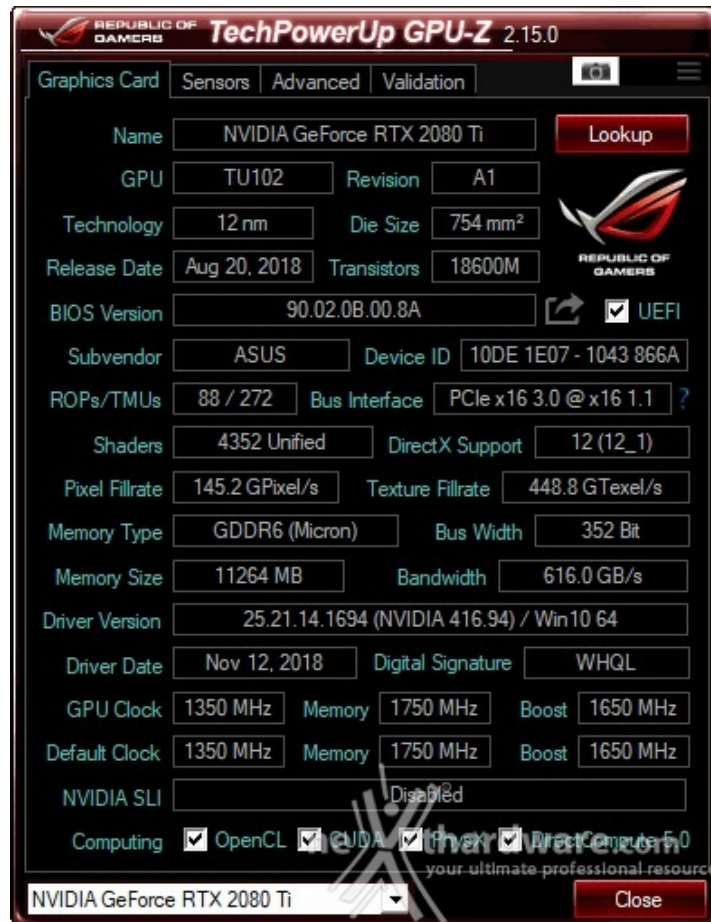 REPUBLIC OF GAMERS TechPowerUp GPU-Z 2.15.0
Graphics Card Sensors Advanced Validation
Name NVIDIA GeForce RTX 2080 Ti Lookup
GPU TU102 Revision A1
Technology 12 nm Die Size 754 mm²
REPUBLIC OF GAMERS
Release Date Aug 20, 2018 Transistors 18600M
BIOS Version 90.02.0B.00.8A UEFI
Subvendor ASUS Device ID 10DE 1E07 - 1043 866A
ROPs/TMUs 88 / 272 Bus Interface PCIe x16 3.0 @ x16 1.1 ?
Shaders 4352 Unified DirectX Support 12 (12_1)
Pixel Fillrate 145.2 GPixel/s Texture Fillrate 448.8 GTexel/s
Memory Type GDDR6 (Micron) Bus Width 352 Bit
Memory Size 11264 MB Bandwidth 616.0 GB/s
Driver Version 25.21.14.1694 (NVIDIA 416.94) / Win10 64
Driver Date Nov 12, 2018 Digital Signature WHQL
GPU Clock 1350 MHz Memory 1750 MHz Boost 1650 MHz
Default Clock 1350 MHz Memory 1750 MHz Boost 1650 MHz
NVIDIA SLI Disabled
Computing OpenCL CUDA PhysX DirectCompute 5.0
your ultimate professional resource
NVIDIA GeForce RTX 2080 Ti Close